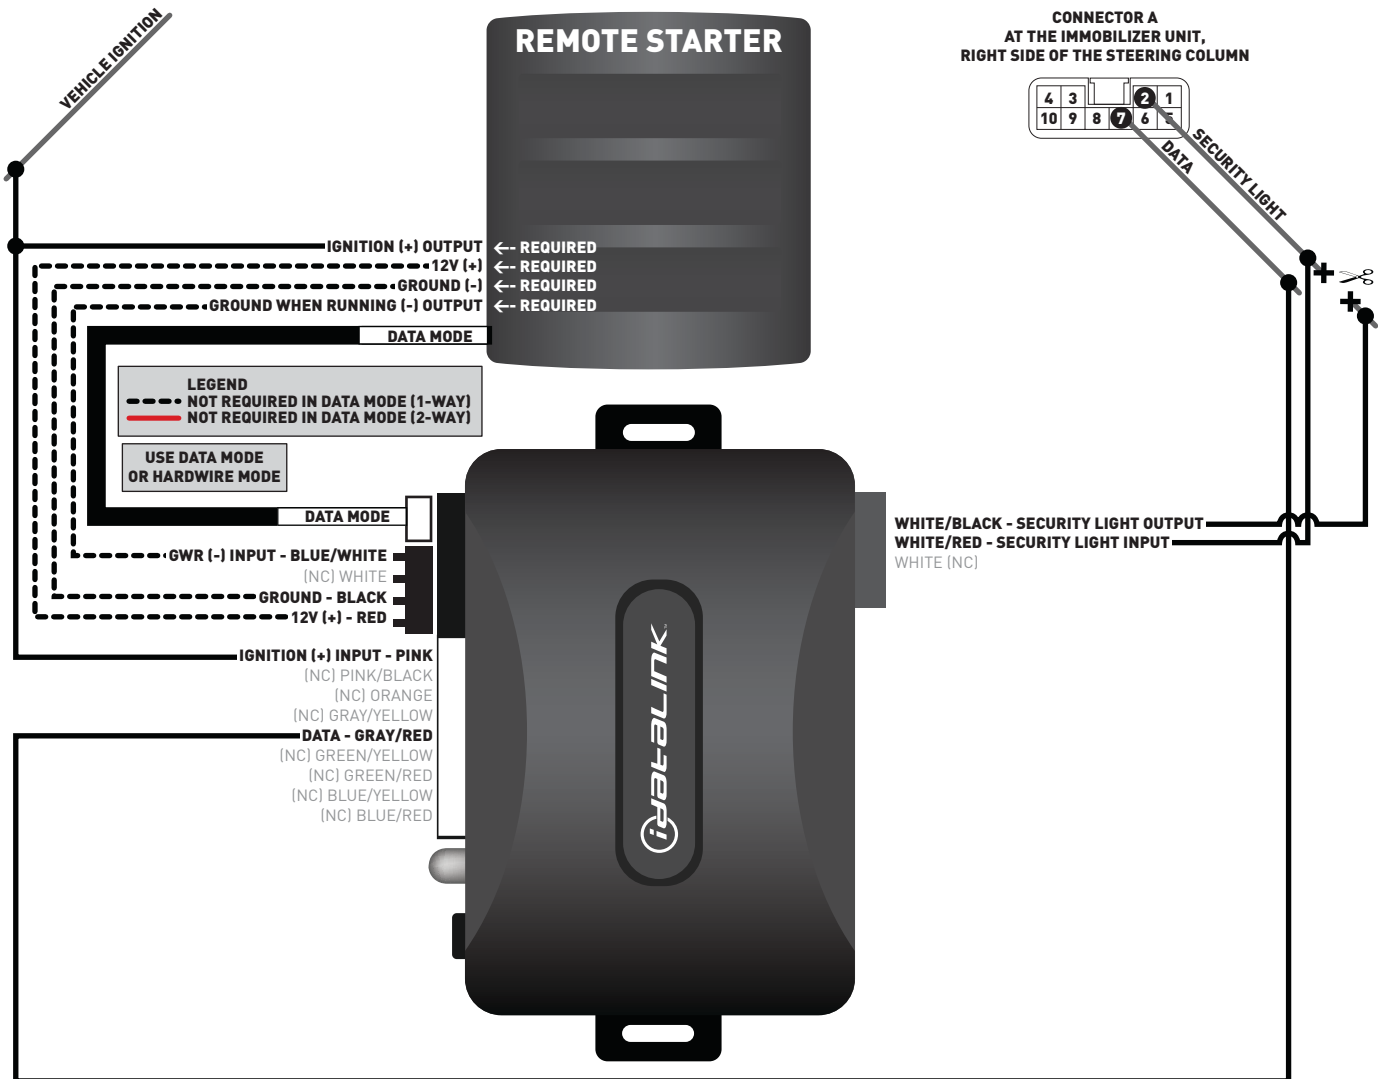 VEHICLE IGNITION
REMOTE STARTER
IGNITION (+) OUTPUT <-- REQUIRED
12V (+) <-- REQUIRED
GROUND (-) <-- REQUIRED
GROUND WHEN RUNNING (-) OUTPUT <-- REQUIRED
DATA MODE
LEGEND
NOT REQUIRED IN DATA MODE (1-WAY)
NOT REQUIRED IN DATA MODE (2-WAY)
USE DATA MODE
OR HARDWIRE MODE
DATA MODE
GWR (-) INPUT - BLUE/WHITE
(NC) WHITE
GROUND - BLACK
12V (+) - RED
IGNITION (+) INPUT - PINK
(NC) PINK/BLACK
(NC) ORANGE
(NC) GRAY/YELLOW
DATA - GRAY/RED
(NC) GREEN/YELLOW
(NC) GREEN/RED
(NC) BLUE/YELLOW
(NC) BLUE/RED
idatalink
CONNECTOR A
AT THE IMMOBILIZER UNIT,
RIGHT SIDE OF THE STEERING COLUMN
4 3 2 1
10 9 8 7 6 5
DATA
SECURITY LIGHT
+
+
WHITE/BLACK - SECURITY LIGHT OUTPUT
WHITE/RED - SECURITY LIGHT INPUT
WHITE (NC)